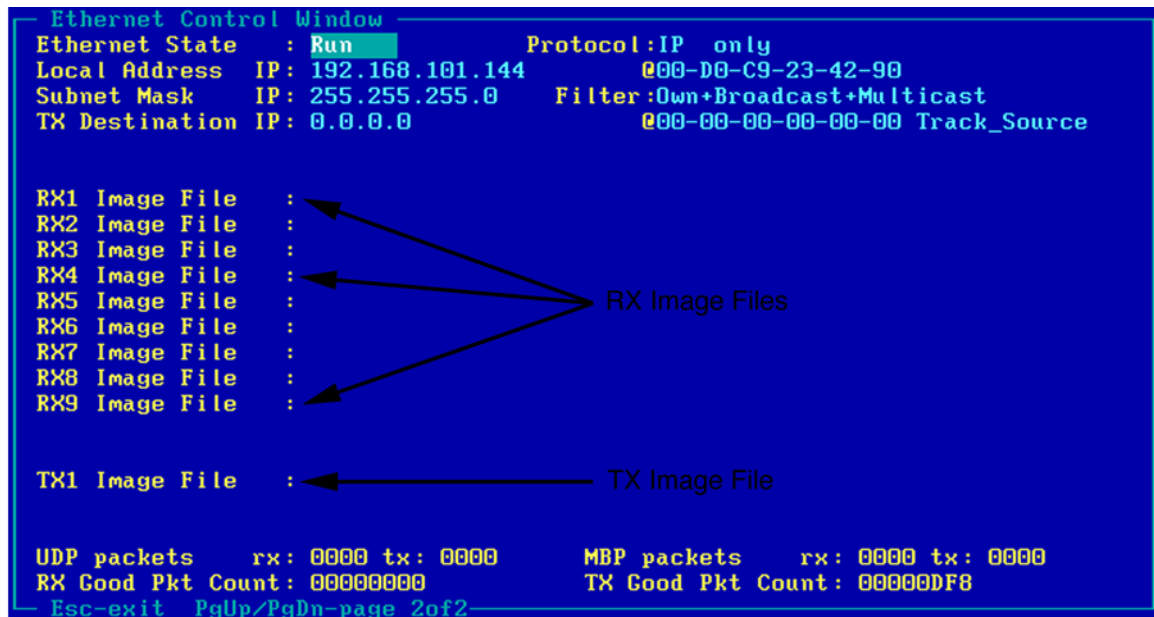 Ethernet Control Window
Ethernet State : Run Protocol:IP only
Local Address IP: 192.168.101.144 @00-D0-C9-23-42-90
Subnet Mask IP: 255.255.255.0 Filter:Own+Broadcast+Multicast
TX Destination IP: 0.0.0.0 @00-00-00-00-00-00 Track_Source
RX1 Image File :
RX2 Image File :
RX3 Image File :
RX4 Image File :
RX5 Image File : RX Image Files
RX6 Image File :
RX7 Image File :
RX8 Image File :
RX9 Image File :
TX1 Image File : TX Image File
UDP packets rx: 0000 tx: 0000 MBP packets rx: 0000 tx: 0000
RX Good Pkt Count: 00000000 TX Good Pkt Count: 00000DF8
Esc-exit PgUp/PgDn-page 2of2